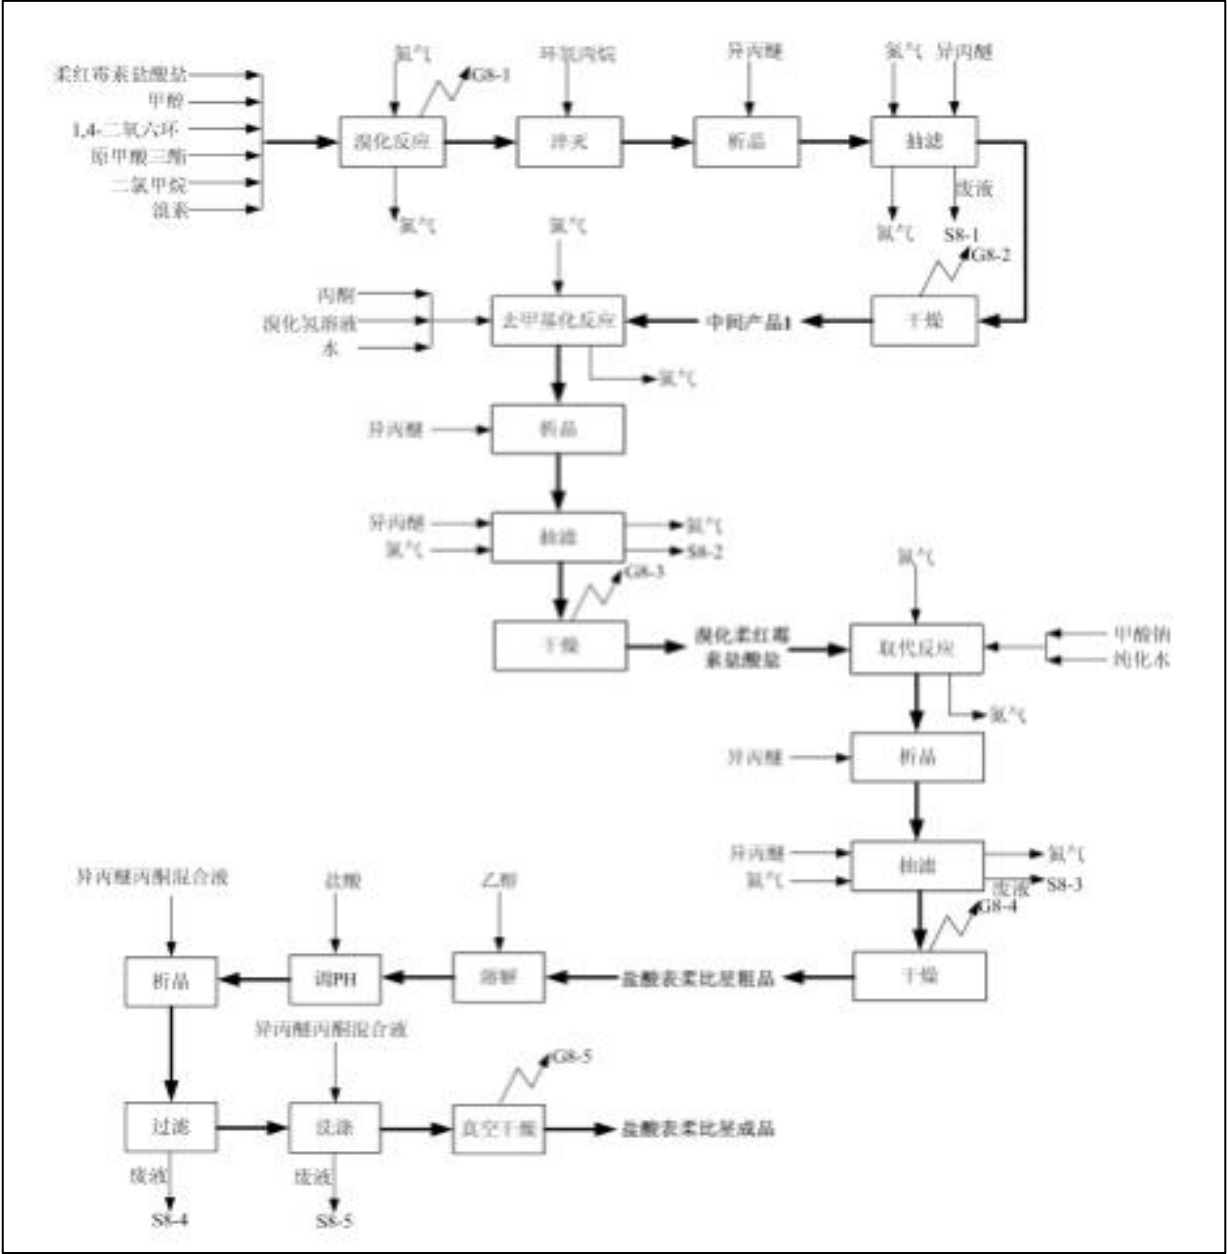 氮气
环氧丙烷
异丙醚
氮气
异丙醚
柔红霉素盐酸盐
G8-1
甲醇
1,4-二氧六环
溴化反应
淬灭
析晶
抽滤
原甲酸三酯
二氯甲烷
溴素
废液
氮气
氮气
氮气
S8-1
G8-2
丙酮
溴化氢溶液
水
去甲基化反应
中间产品1
干燥
氮气
异丙醚
析晶
异丙醚
氮气
抽滤
氮气
S8-2
G8-3
氮气
干燥
溴化柔红霉
素盐酸盐
取代反应
甲酸钠
纯化水
氮气
异丙醚
析晶
异丙醚
氮气
抽滤
氮气
废液
S8-3
G8-4
异丙醚丙酮混合液
盐酸
乙醇
析晶
调PH
溶解
盐酸表柔比星粗品
干燥
异丙醚丙酮混合液
G8-5
过滤
洗涤
真空干燥
盐酸表柔比星成品
废液
废液
S8-4
S8-5